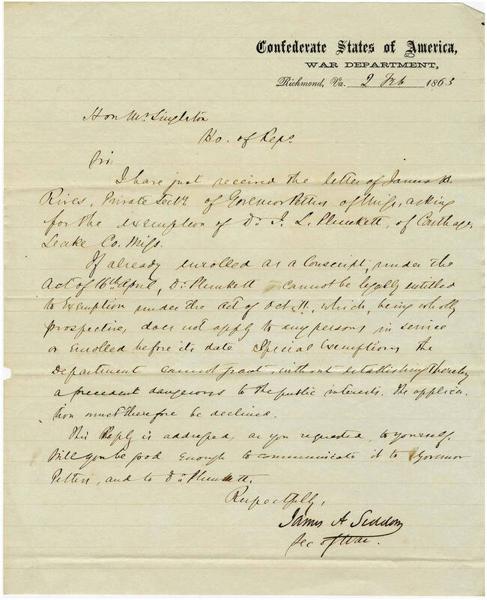 Confederate States of America,
WAR DEPARTMENT,
Richmond, Va. 2 Feb 1863
Hon Mr Singleton
Ho. of Reps
Sir
I have just received the letter of James H.
Rives, Private Sect'y of Governor Pettus of Miss, asking
for the exemption of Dr J. L. Plunkett, of Carthage,
Leake Co. Miss.
If already enrolled as a Conscript, under the
Act of 16th April, Dr Plunkett cannot be legally entitled
to Exemption under the Act of Oct. 11, which, being wholly
prospective, does not apply to any persons in service
or Enrolled before its date Special Exemptions the
Department cannot grant, without establishing thereby
a precedent dangerous to the public interests. The applica
tion must therefore be declined.
This Reply is addressed, as you requested, to yourself.
Will you be good enough to communicate it to Governor
Pettus, and to Dr Plunkett.
Respectfully,
James A Seddon
Sec of War.